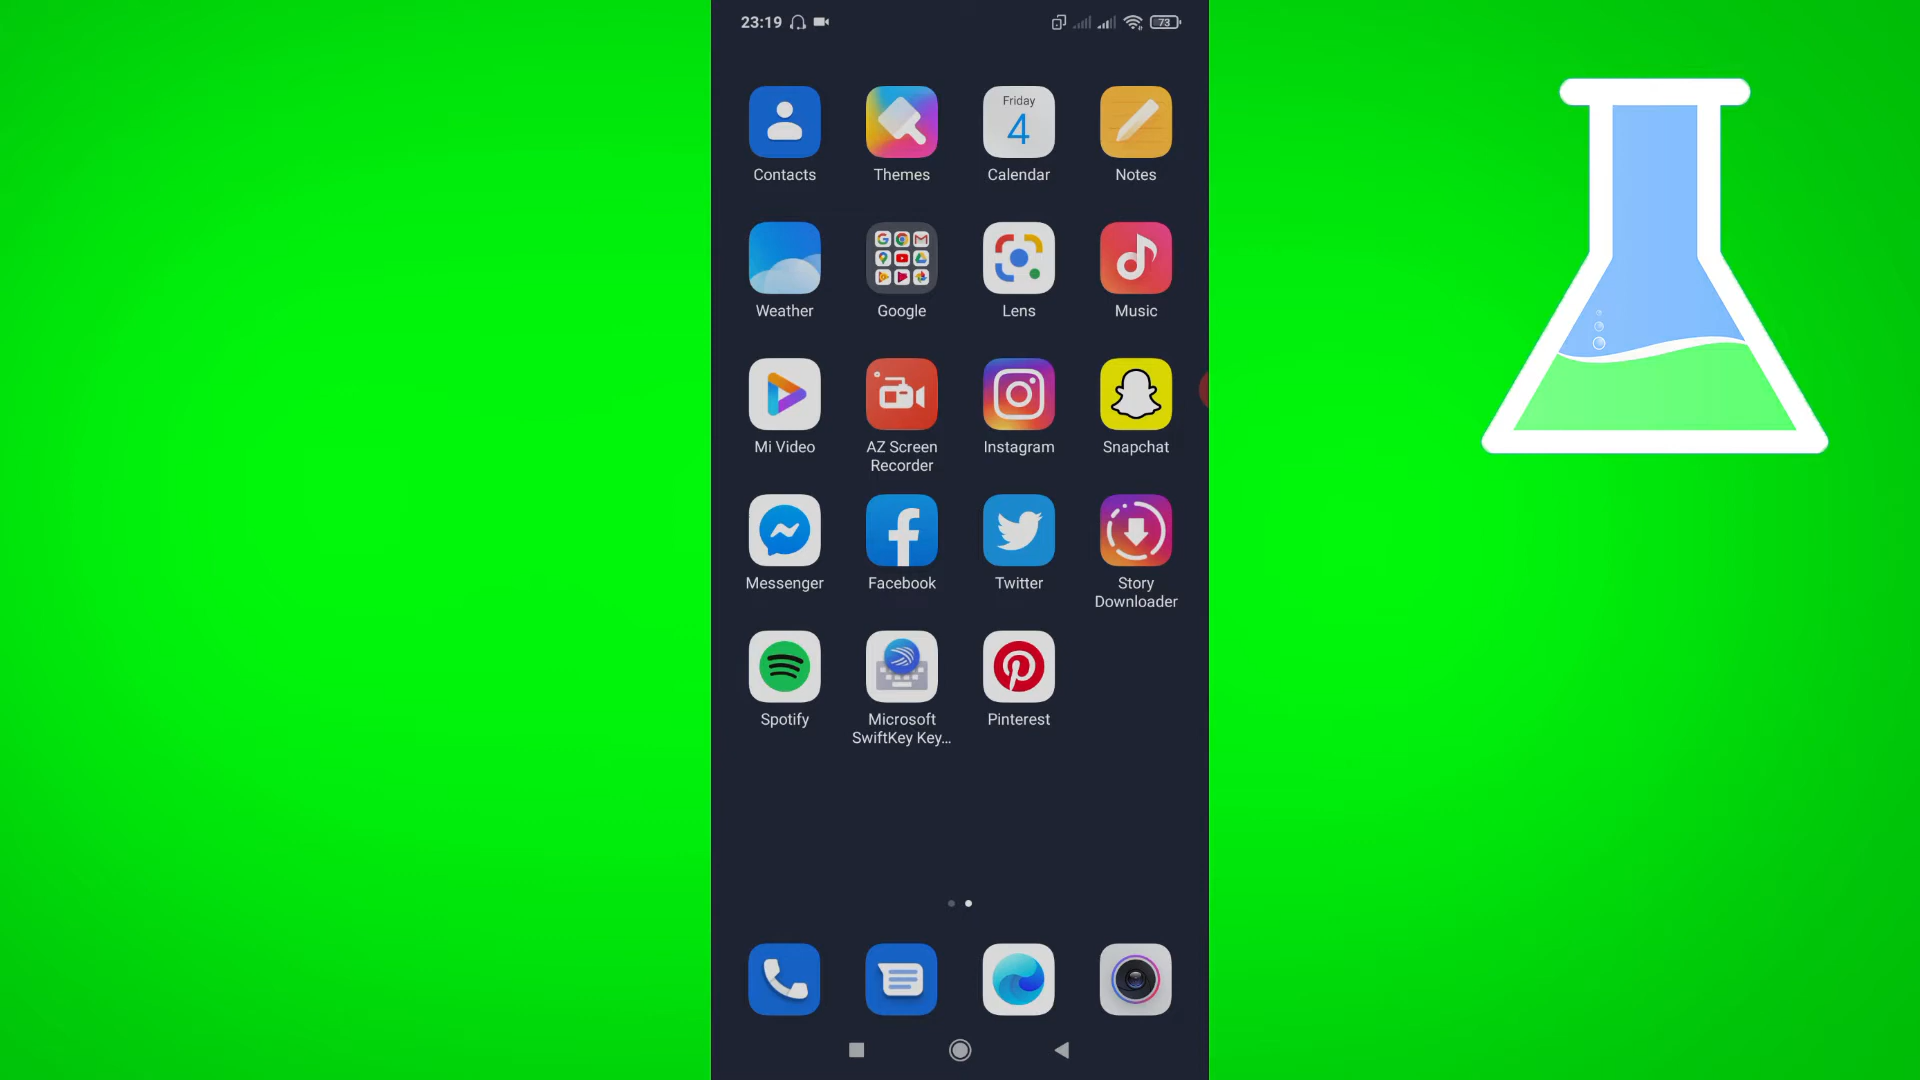 23:19
73
Friday
4
Contacts
Themes
Calendar
Notes
Weather
Google
Lens
Music
Mi Video
AZ Screen
Recorder
Instagram
Snapchat
Messenger
Facebook
Twitter
Story
Downloader
Spotify
Microsoft
SwiftKey Key...
Pinterest